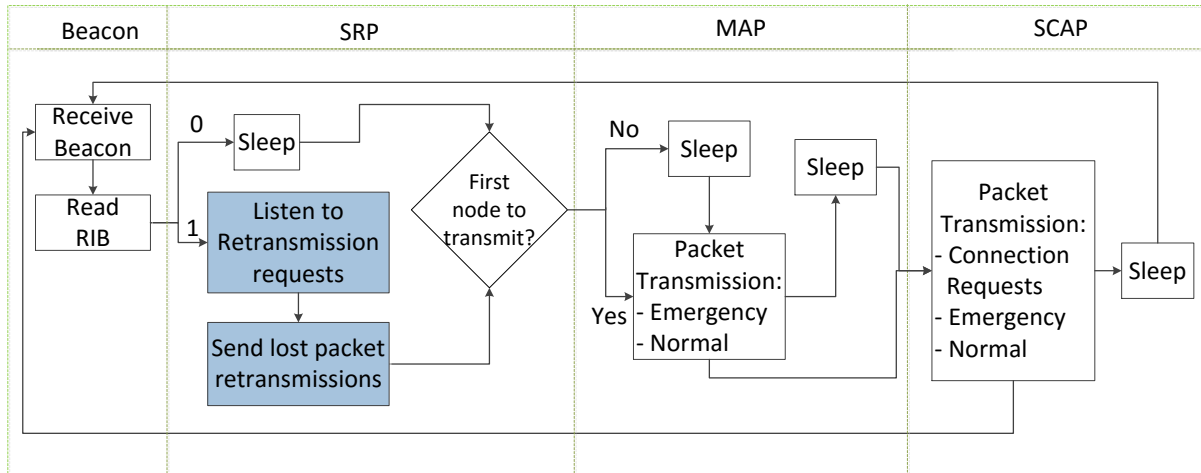 Beacon
SRP
MAP
SCAP
Receive
Beacon
Read
RIB
0
1
Sleep
Listen to
Retransmission
requests
Send lost packet
retransmissions
First
node to
transmit?
No
Yes
Sleep
Packet
Transmission:
- Emergency
- Normal
Sleep
Packet
Transmission:
- Connection
Requests
- Emergency
- Normal
Sleep